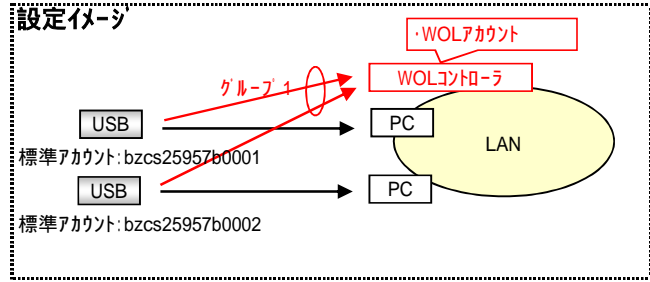 設定ｲﾒｰｼﾞ
･WOLｱｶｳﾝﾄ
WOLｺﾝﾄﾛｰﾗ
ｸﾞﾙｰﾌﾟ1
USB
PC
LAN
標準ｱｶｳﾝﾄ:bzcs25957b0001
USB
PC
標準ｱｶｳﾝﾄ:bzcs25957b0002